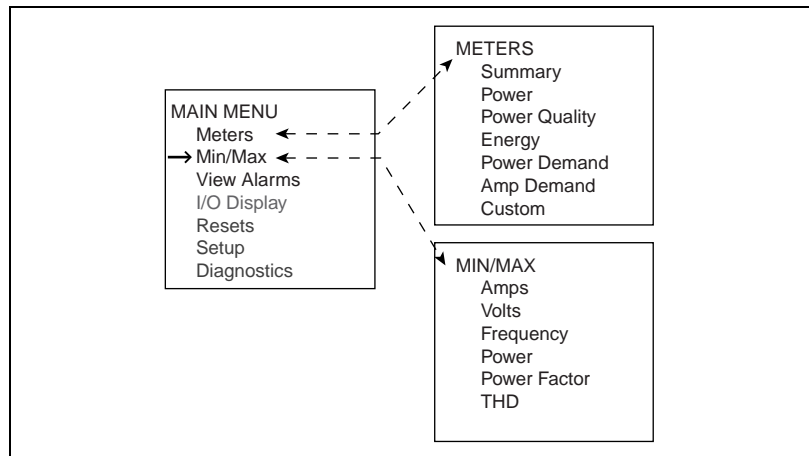 MAIN MENU
Meters
Min/Max
View Alarms
I/O Display
Resets
Setup
Diagnostics
METERS
Summary
Power
Power Quality
Energy
Power Demand
Amp Demand
Custom
MIN/MAX
Amps
Volts
Frequency
Power
Power Factor
THD